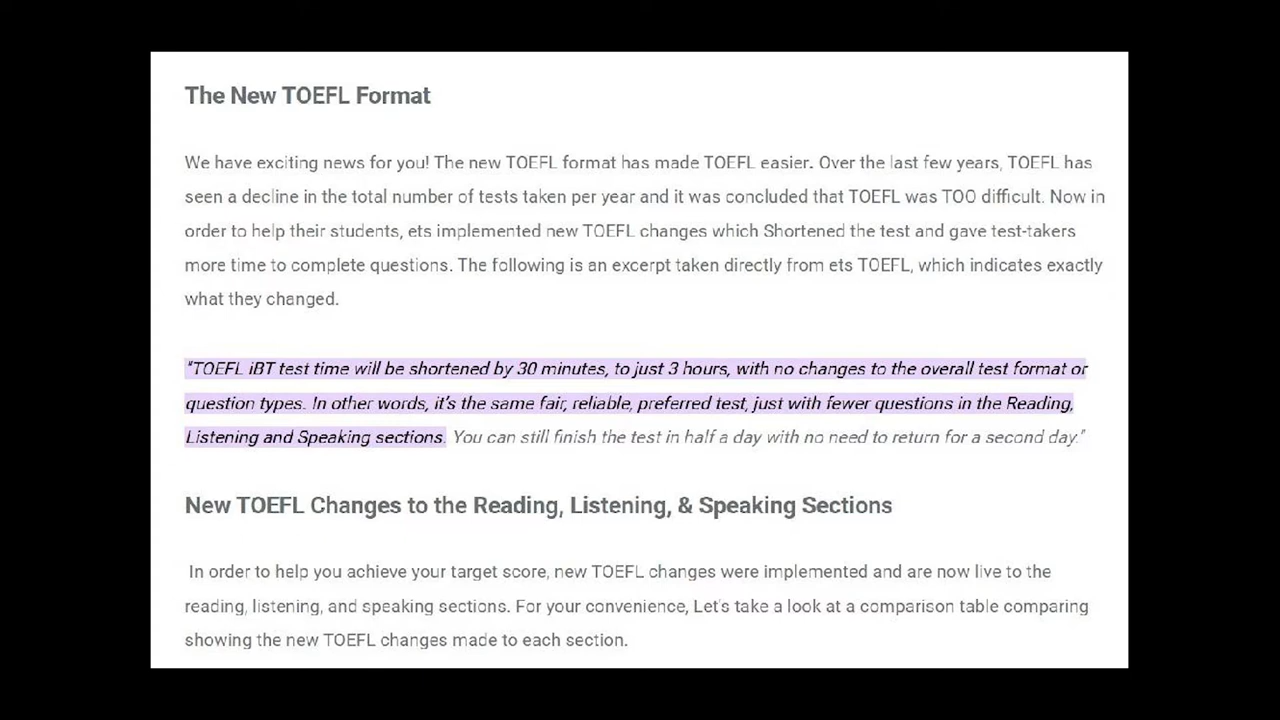 The New TOEFL Format
We have exciting news for you! The new TOEFL format has made TOEFL easier. Over the last few years, TOEFL has
seen a decline in the total number of tests taken per year and it was concluded that TOEFL was TOO difficult. Now in
order to help their students, ets implemented new TOEFL changes which Shortened the test and gave test-takers
more time to complete questions. The following is an excerpt taken directly from ets TOEFL, which indicates exactly
what they changed.
"TOEFL iBT test time will be shortened by 30 minutes, to just 3 hours, with no changes to the overall test format or
question types. In other words, it's the same fair, reliable, preferred test, just with fewer questions in the Reading,
Listening and Speaking sections. You can still finish the test in half a day with no need to return for a second day."
New TOEFL Changes to the Reading, Listening, & Speaking Sections
In order to help you achieve your target score, new TOEFL changes were implemented and are now live to the
reading, listening, and speaking sections. For your convenience, Let's take a look at a comparison table comparing
showing the new TOEFL changes made to each section.